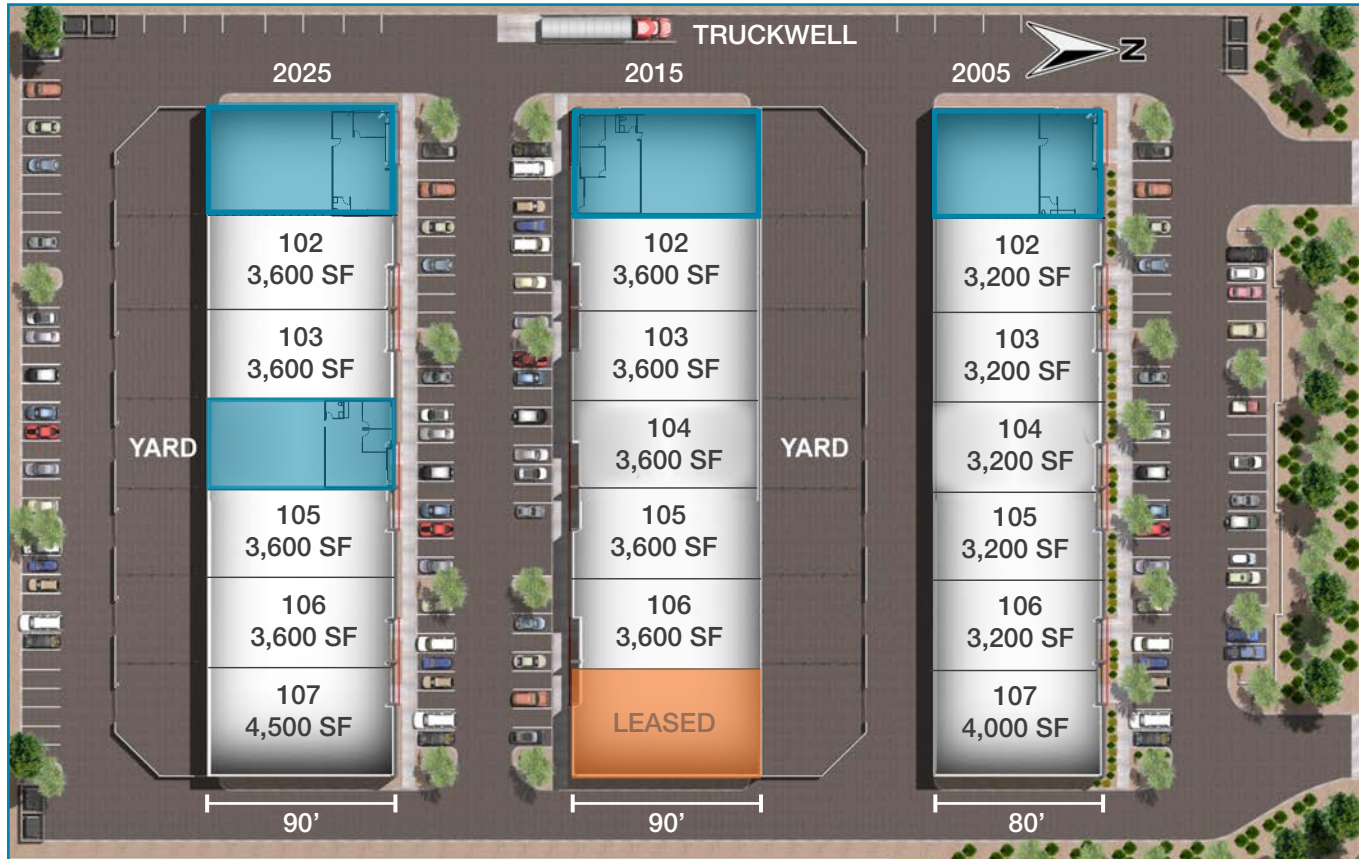 TRUCKWELL
N
2025
2015
2005
102
3,600 SF
103
3,600 SF
YARD
105
3,600 SF
106
3,600 SF
107
4,500 SF
90’
102
3,600 SF
103
3,600 SF
104
3,600 SF
YARD
105
3,600 SF
106
3,600 SF
LEASED
90’
102
3,200 SF
103
3,200 SF
104
3,200 SF
105
3,200 SF
106
3,200 SF
107
4,000 SF
80’